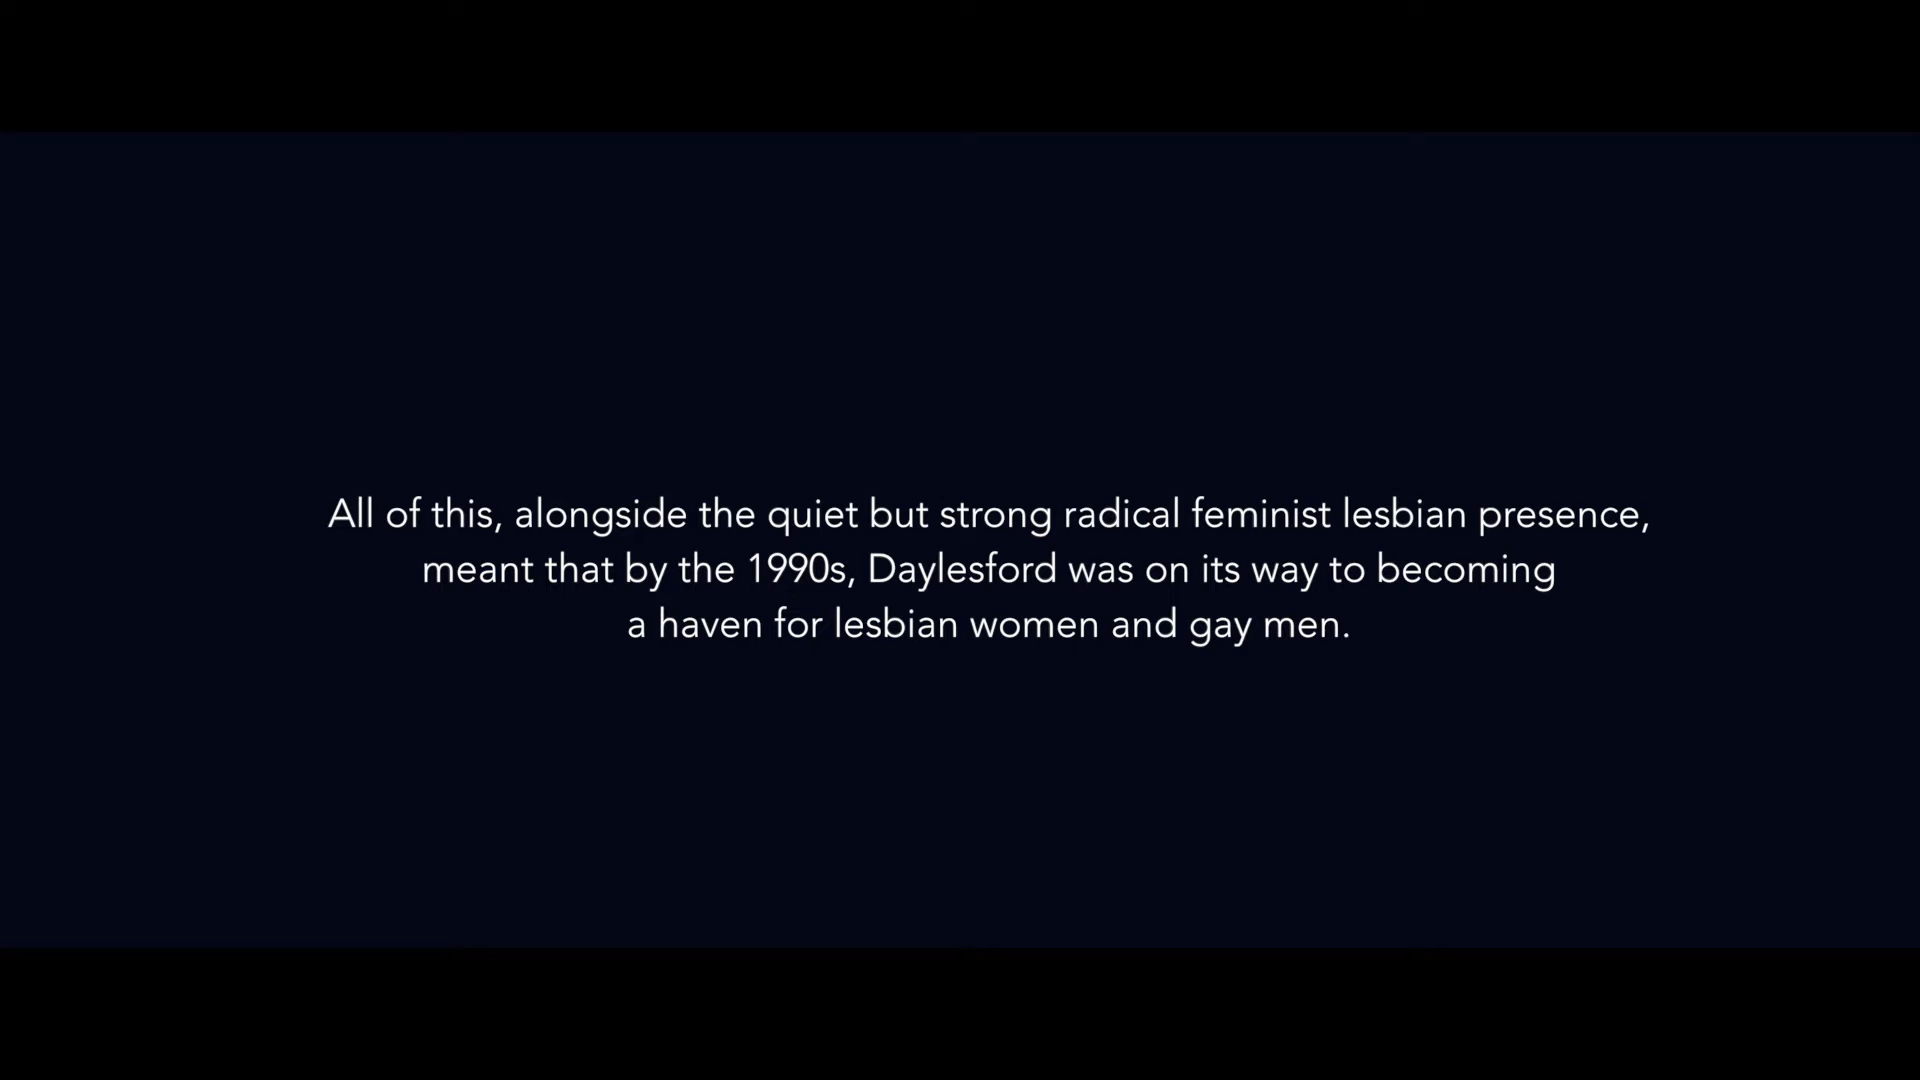 All of this, alongside the quiet but strong radical feminist lesbian presence,
meant that by the 1990s, Daylesford was on its way to becoming
a haven for lesbian women and gay men.